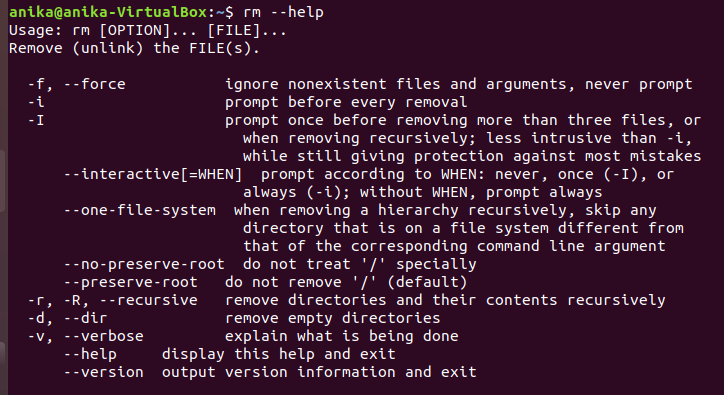 anika@anika-VirtualBox:~$ rm --help
Usage: rm [OPTION]... [FILE]...
Remove (unlink) the FILE(s).

  -f, --force           ignore nonexistent files and arguments, never prompt
  -i                    prompt before every removal
  -I                    prompt once before removing more than three files, or
                          when removing recursively; less intrusive than -i,
                          while still giving protection against most mistakes
      --interactive[=WHEN]  prompt according to WHEN: never, once (-I), or
                          always (-i); without WHEN, prompt always
      --one-file-system  when removing a hierarchy recursively, skip any
                          directory that is on a file system different from
                          that of the corresponding command line argument
      --no-preserve-root  do not treat '/' specially
      --preserve-root   do not remove '/' (default)
  -r, -R, --recursive   remove directories and their contents recursively
  -d, --dir             remove empty directories
  -v, --verbose         explain what is being done
      --help     display this help and exit
      --version  output version information and exit